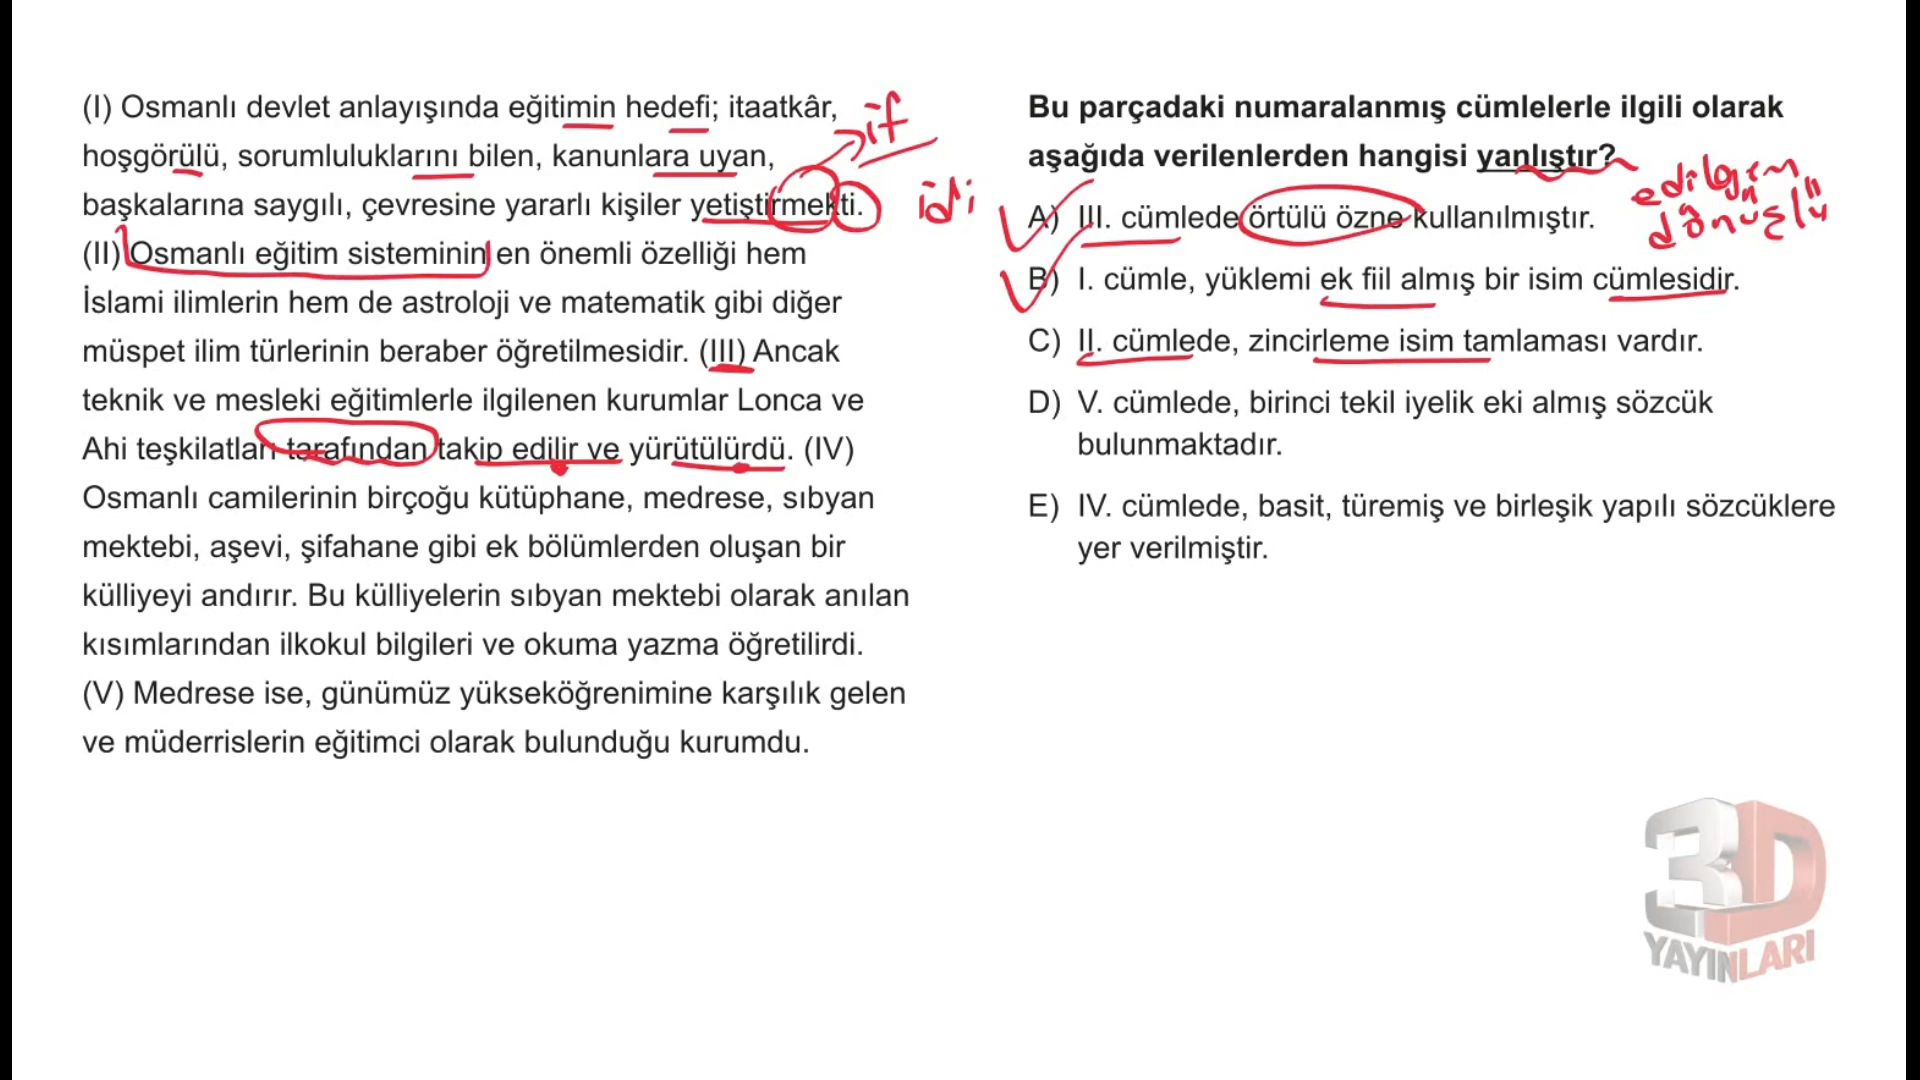 (I) Osmanlı devlet anlayışında eğitimin hedefi; itaatkâr,
hoşgörülü, sorumluluklarını bilen, kanunlara uyan,
başkalarına saygılı, çevresine yararlı kişiler yetiştirmekti.
(II) Osmanlı eğitim sisteminin en önemli özelliği hem
İslami ilimlerin hem de astroloji ve matematik gibi diğer
müspet ilim türlerinin beraber öğretilmesidir. (III) Ancak
teknik ve mesleki eğitimlerle ilgilenen kurumlar Lonca ve
Ahi teşkilatları tarafından takip edilir ve yürütülürdü. (IV)
Osmanlı camilerinin birçoğu kütüphane, medrese, sıbyan
mektebi, aşevi, şifahane gibi ek bölümlerden oluşan bir
külliyeyi andırır. Bu külliyelerin sıbyan mektebi olarak anılan
kısımlarından ilkokul bilgileri ve okuma yazma öğretilirdi.
(V) Medrese ise, günümüz yükseköğrenimine karşılık gelen
ve müderrislerin eğitimci olarak bulunduğu kurumdu.
if
idi
Bu parçadaki numaralanmış cümlelerle ilgili olarak
aşağıda verilenlerden hangisi yanlıştır?
edilgen
dönüşlü
A) III. cümlede örtülü özne kullanılmıştır.
B) I. cümle, yüklemi ek fiil almış bir isim cümlesidir.
C) II. cümlede, zincirleme isim tamlaması vardır.
D) V. cümlede, birinci tekil iyelik eki almış sözcük
bulunmaktadır.
E) IV. cümlede, basit, türemiş ve birleşik yapılı sözcüklere
yer verilmiştir.
3D
YAYINLARI